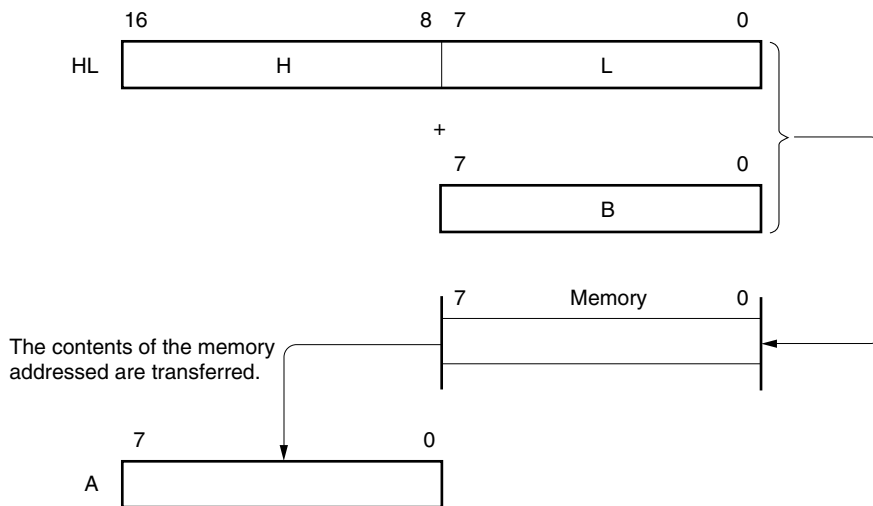 16 8 7 0
HL H L
+
7 0
B
7 Memory 0
The contents of the memory
addressed are transferred.
7 0
A